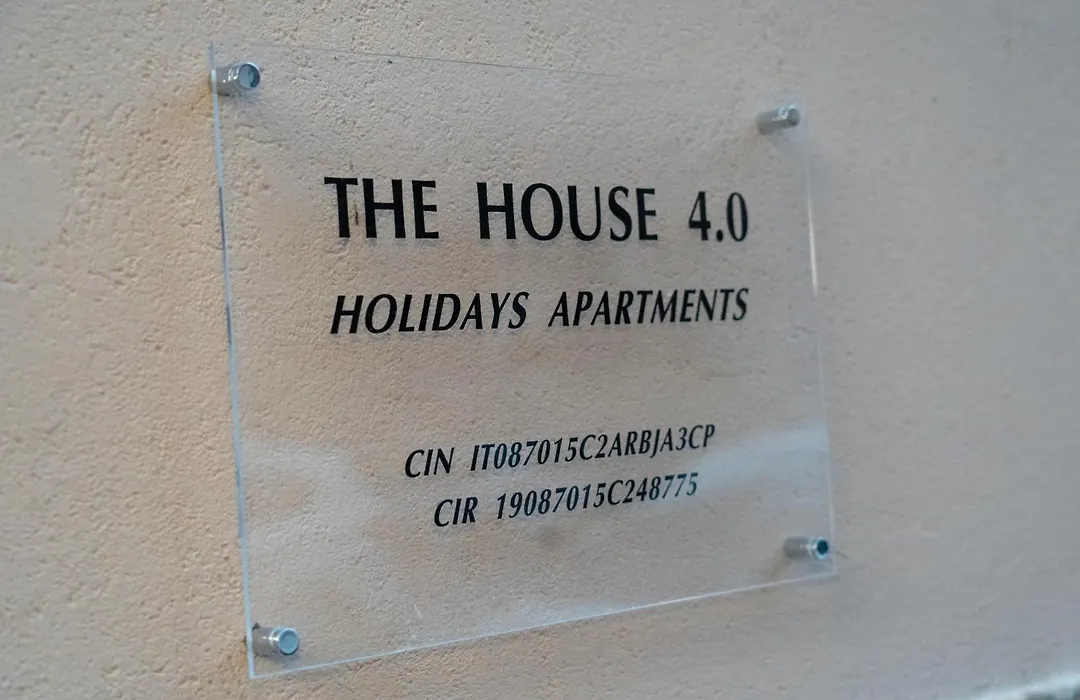 THE HOUSE 4.0
HOLIDAYS APARTMENTS
CIN IT087015C2ARBJA3CP
CIR 19087015C248775